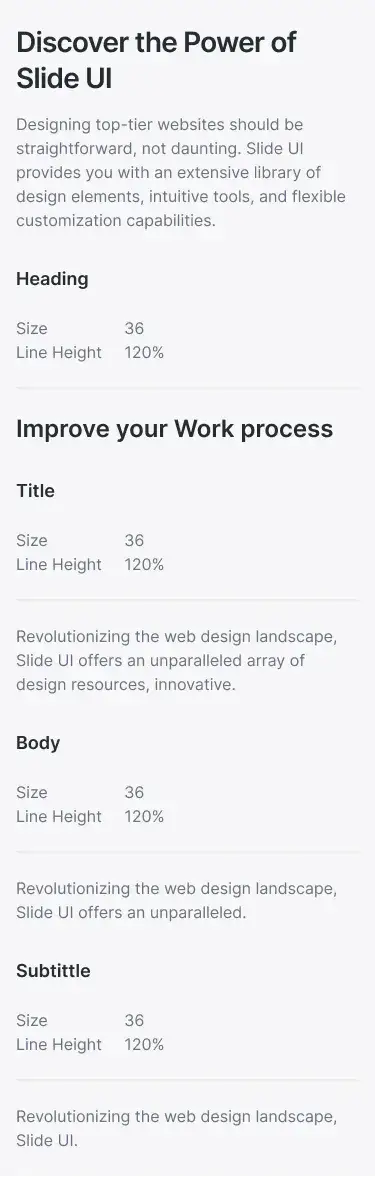 Discover the Power of
Slide UI
Designing top-tier websites should be
straightforward, not daunting. Slide UI
provides you with an extensive library of
design elements, intuitive tools, and flexible
customization capabilities.
Heading
Size 36
Line Height 120%
Improve your Work process
Title
Size 36
Line Height 120%
Revolutionizing the web design landscape,
Slide UI offers an unparalleled array of
design resources, innovative.
Body
Size 36
Line Height 120%
Revolutionizing the web design landscape,
Slide UI offers an unparalleled.
Subtittle
Size 36
Line Height 120%
Revolutionizing the web design landscape,
Slide UI.